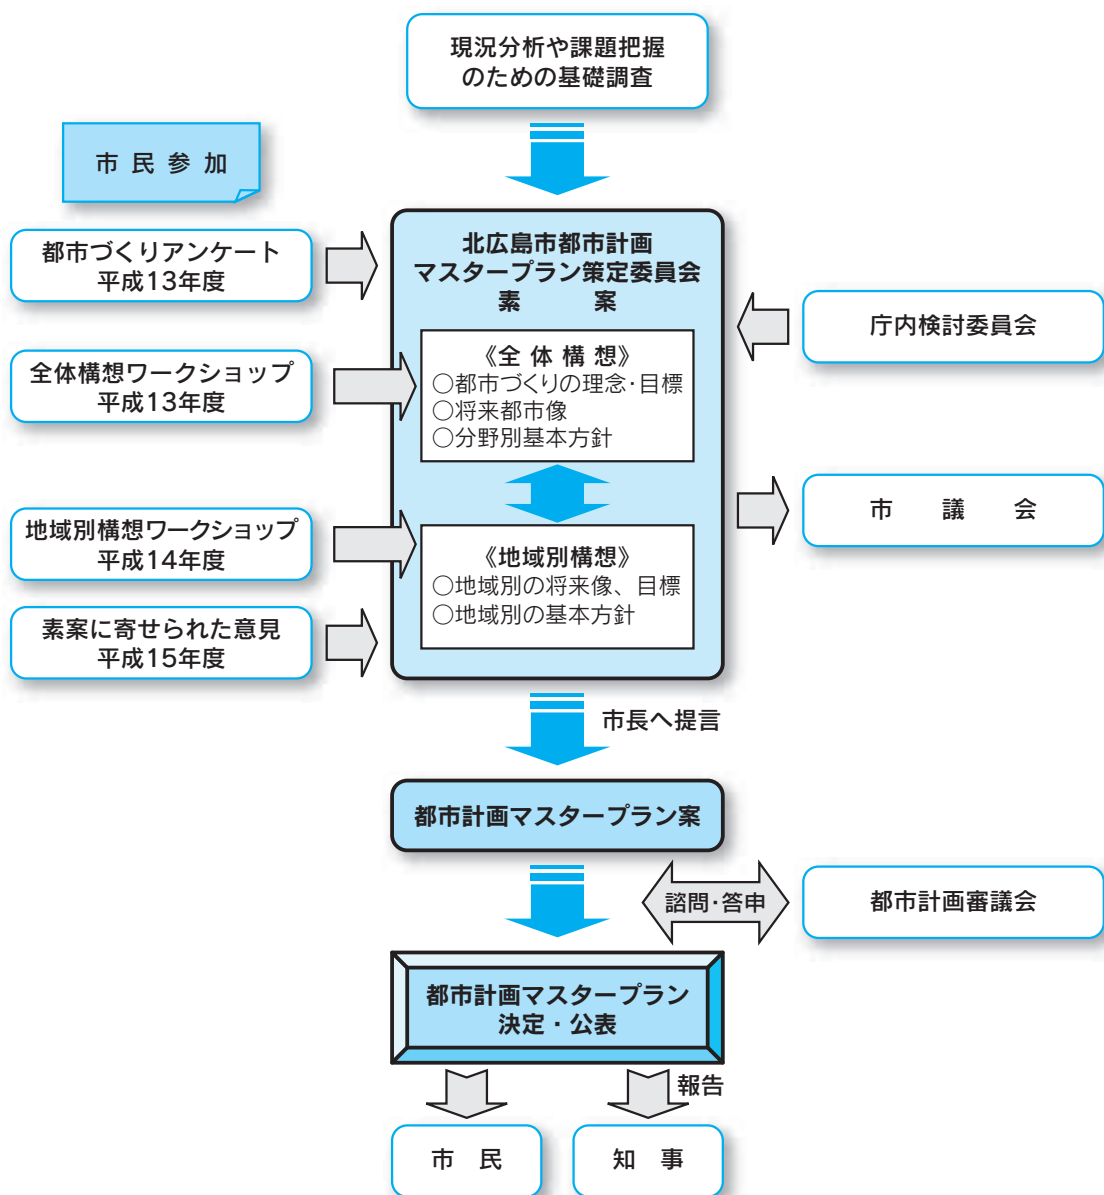 現況分析や課題把握
のための基礎調査
市民参加
都市づくりアンケート
平成13年度
全体構想ワークショップ
平成13年度
地域別構想ワークショップ
平成14年度
素案に寄せられた意見
平成15年度
北広島市都市計画
マスタープラン策定委員会
素　案
《全体構想》
○都市づくりの理念・目標
○将来都市像
○分野別基本方針
《地域別構想》
○地域別の将来像、目標
○地域別の基本方針
庁内検討委員会
市議会
市長へ提言
都市計画マスタープラン案
諮問・答申
都市計画審議会
都市計画マスタープラン
決定・公表
報告
市民
知事